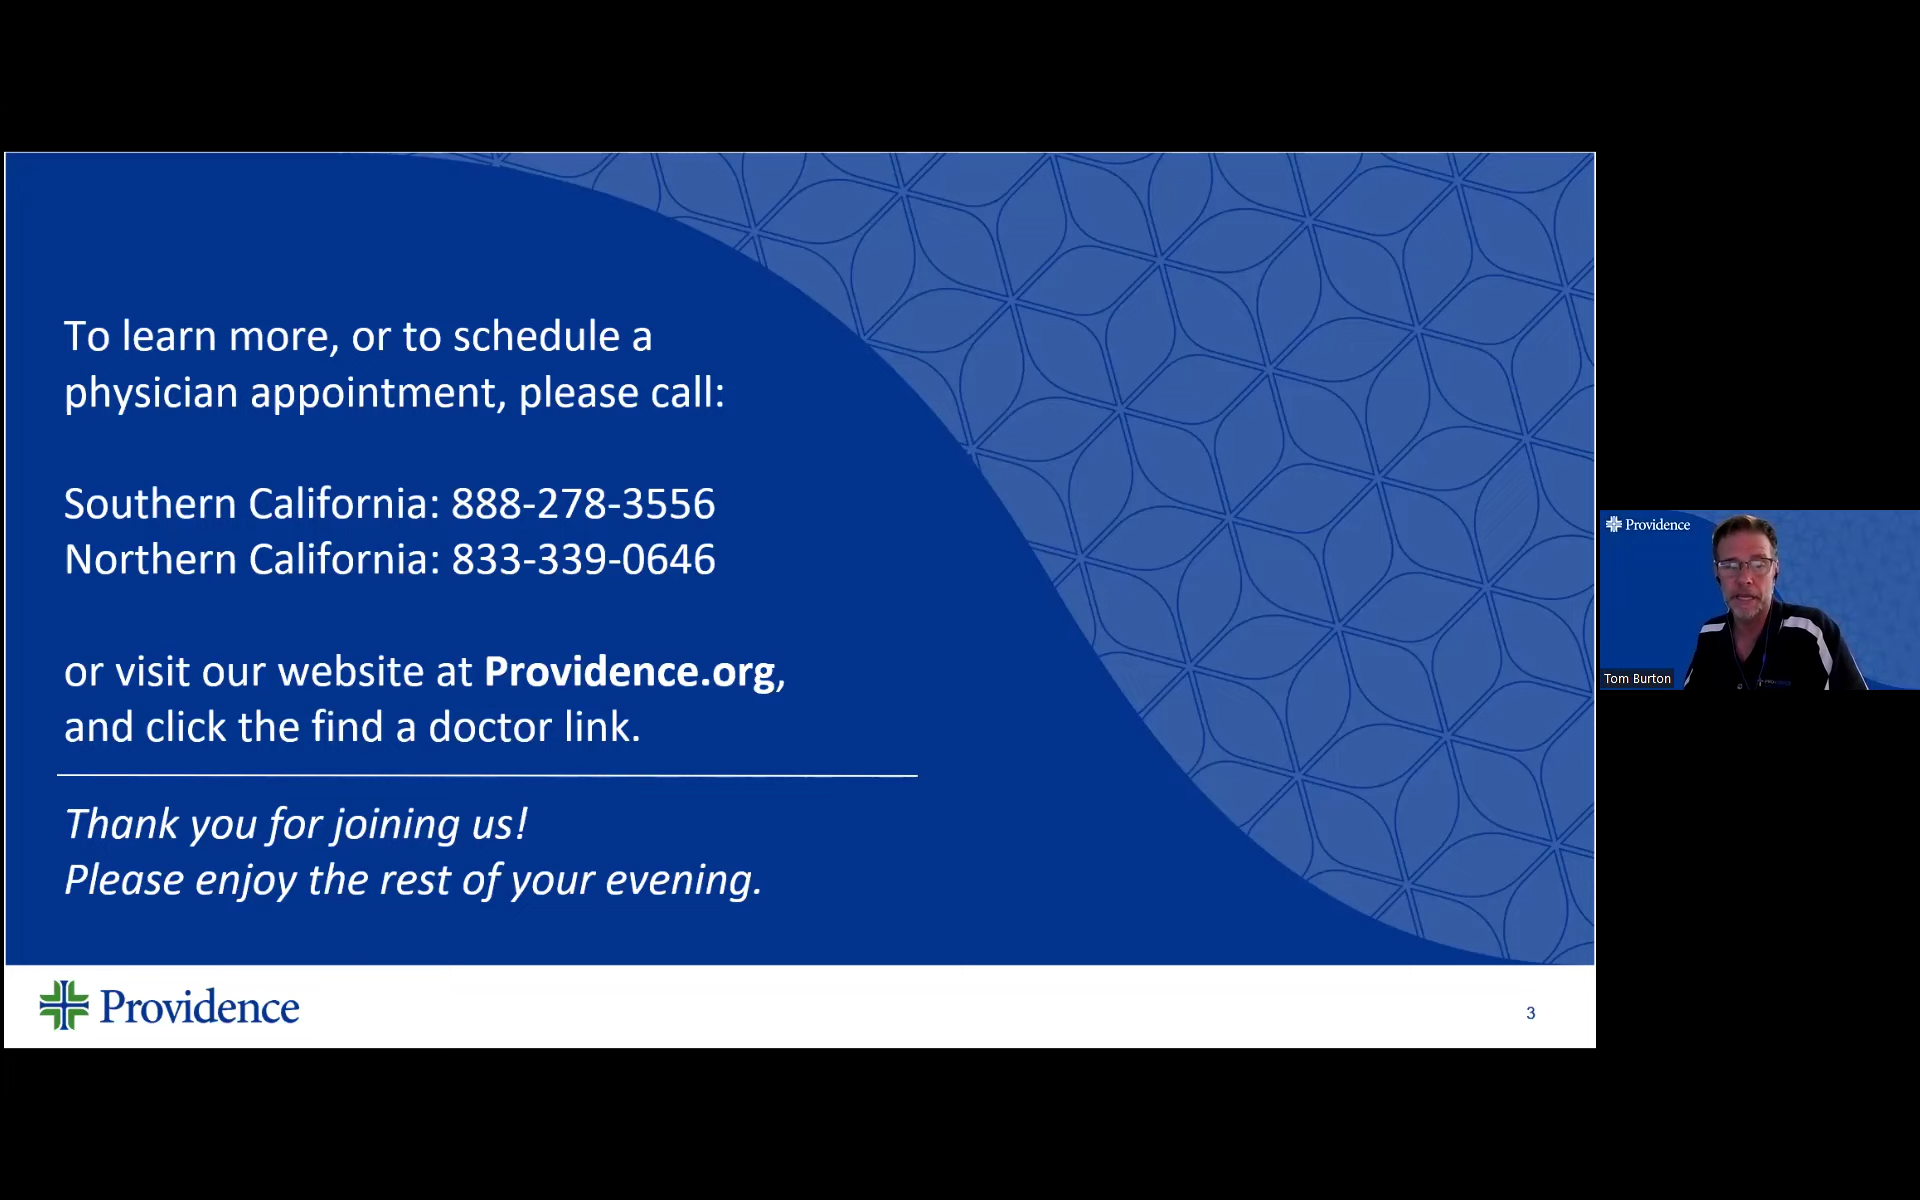 To learn more, or to schedule a
physician appointment, please call:
Southern California: 888-278-3556
Northern California: 833-339-0646
or visit our website at Providence.org,
and click the find a doctor link.
Thank you for joining us!
Please enjoy the rest of your evening.
Providence
3
Providence
Tom Burton